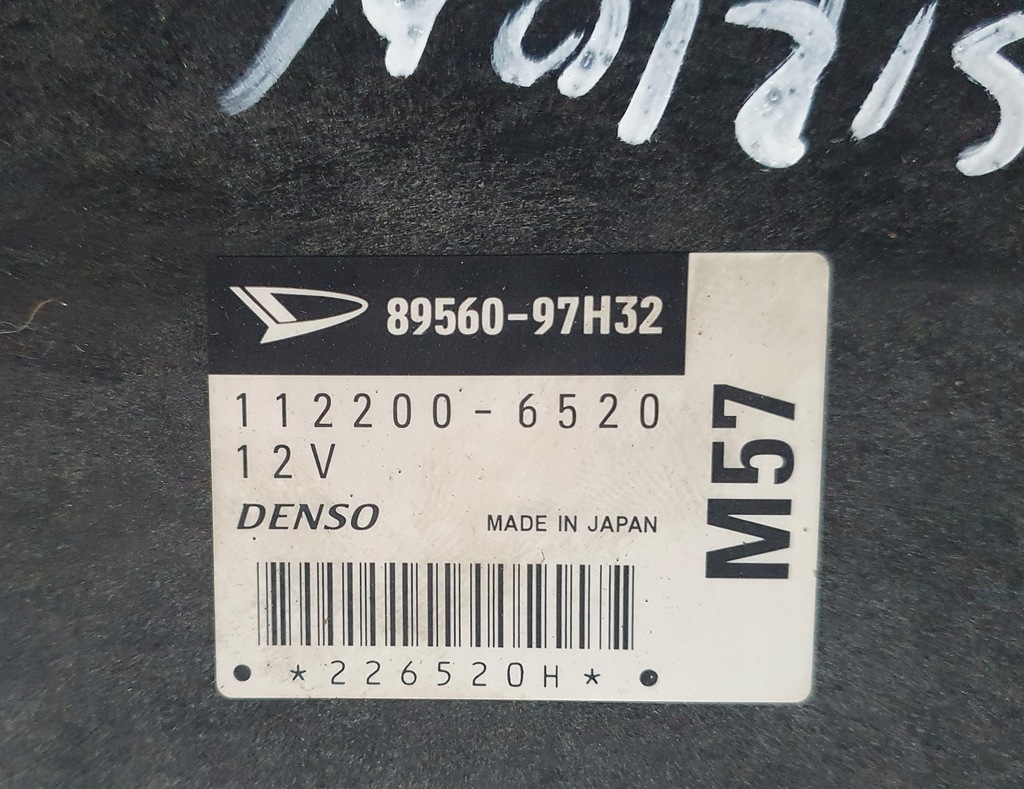 89560-97H32
112200-6520
12V
DENSO
MADE IN JAPAN
*226520H*
M57